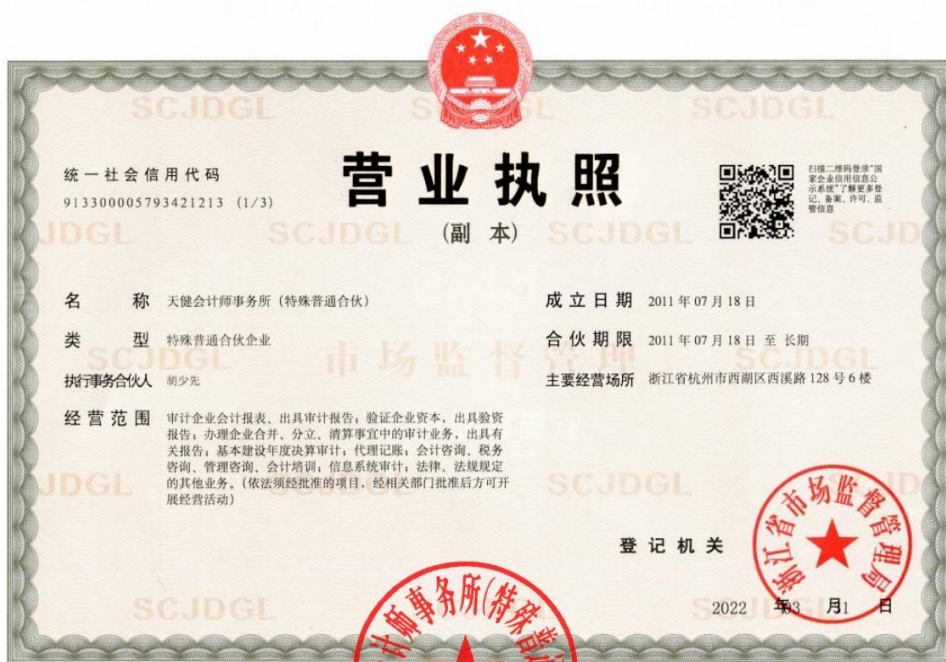 营业执照
(副 本)
统一社会信用代码
913300005793421213 (1/3)
扫描二维码登录“国
家企业信用信息公
示系统”了解更多登
记、备案、许可、监
管信息
名 称 天健会计师事务所（特殊普通合伙）
类 型 特殊普通合伙企业
执行事务合伙人 胡少先
经营范围 审计企业会计报表、出具审计报告；验证企业资本，出具验资
报告；办理企业合并、分立、清算事宜中的审计业务，出具有
关报告；基本建设年度决算审计；代理记账；会计咨询、税务
咨询、管理咨询、会计培训；信息系统审计；法律、法规规定
的其他业务。（依法须经批准的项目，经相关部门批准后方可开
展经营活动）
成立日期 2011年07月18日
合伙期限 2011年07月18日 至 长期
主要经营场所 浙江省杭州市西湖区西溪路128号6楼
登记机关
浙江省市场监督管理局
2022 年03 月 1 日
计师事务所(特殊普
SCJDGL
市场监督管理